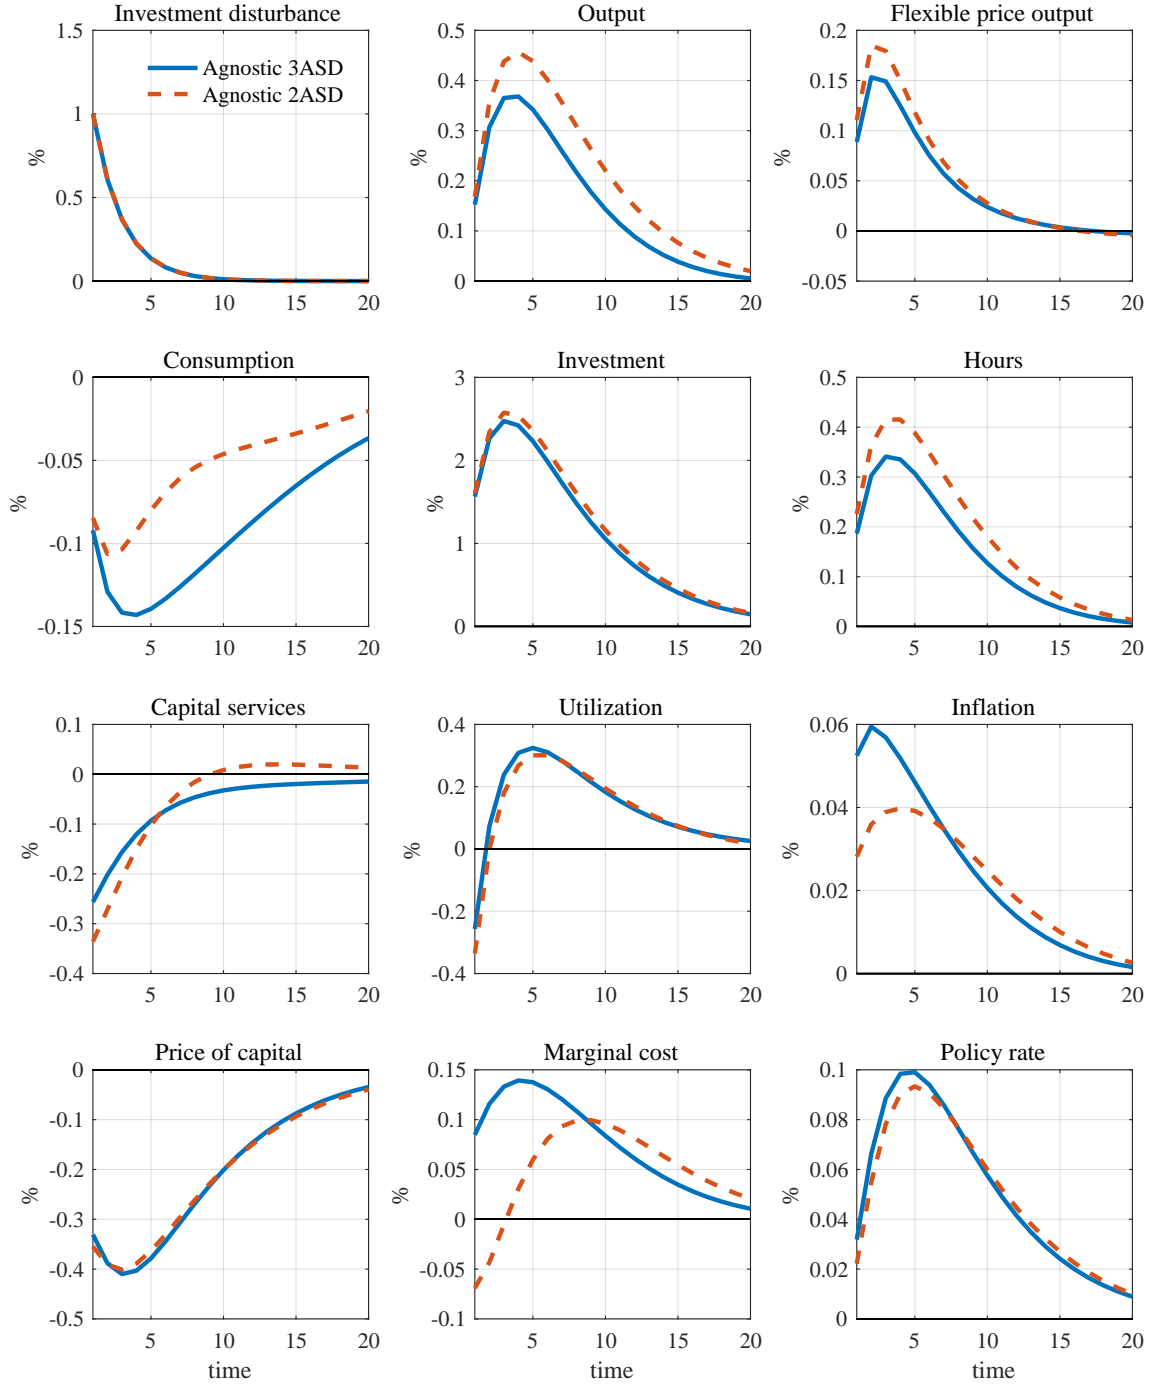 Investment disturbance
1.5
1
0.5
0
%
5 10 15 20
Agnostic 3ASD
Agnostic 2ASD
Output
0.5
0.4
0.3
0.2
0.1
0
%
5 10 15 20
Flexible price output
0.2
0.15
0.1
0.05
0
-0.05
%
5 10 15 20
Consumption
0
-0.05
-0.1
-0.15
%
5 10 15 20
Investment
3
2
1
0
%
5 10 15 20
Hours
0.5
0.4
0.3
0.2
0.1
0
%
5 10 15 20
Capital services
0.1
0
-0.1
-0.2
-0.3
-0.4
%
5 10 15 20
Utilization
0.4
0.2
0
-0.2
-0.4
%
5 10 15 20
Inflation
0.06
0.04
0.02
0
%
5 10 15 20
Price of capital
0
-0.1
-0.2
-0.3
-0.4
-0.5
%
5 10 15 20
time
Marginal cost
0.15
0.1
0.05
0
-0.05
-0.1
%
5 10 15 20
time
Policy rate
0.1
0.08
0.06
0.04
0.02
0
%
5 10 15 20
time